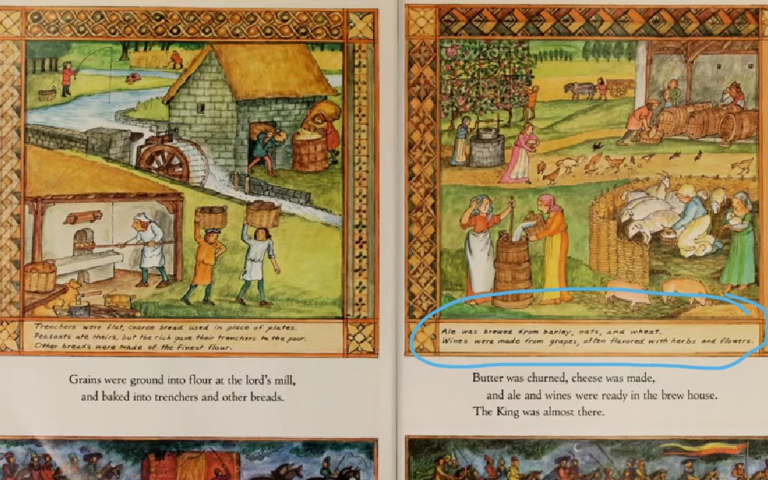 Trenchers were flat, coarse bread used in place of plates.
Peasants ate theirs, but the rich gave their trenchers to the poor.
Other breads were made of the finest flour.
Grains were ground into flour at the lord's mill,
and baked into trenchers and other breads.
Ale was brewed from barley, oats, and wheat.
Wines were made from grapes, often flavored with herbs and flowers.
Butter was churned, cheese was made,
and ale and wines were ready in the brew house.
The King was almost there.